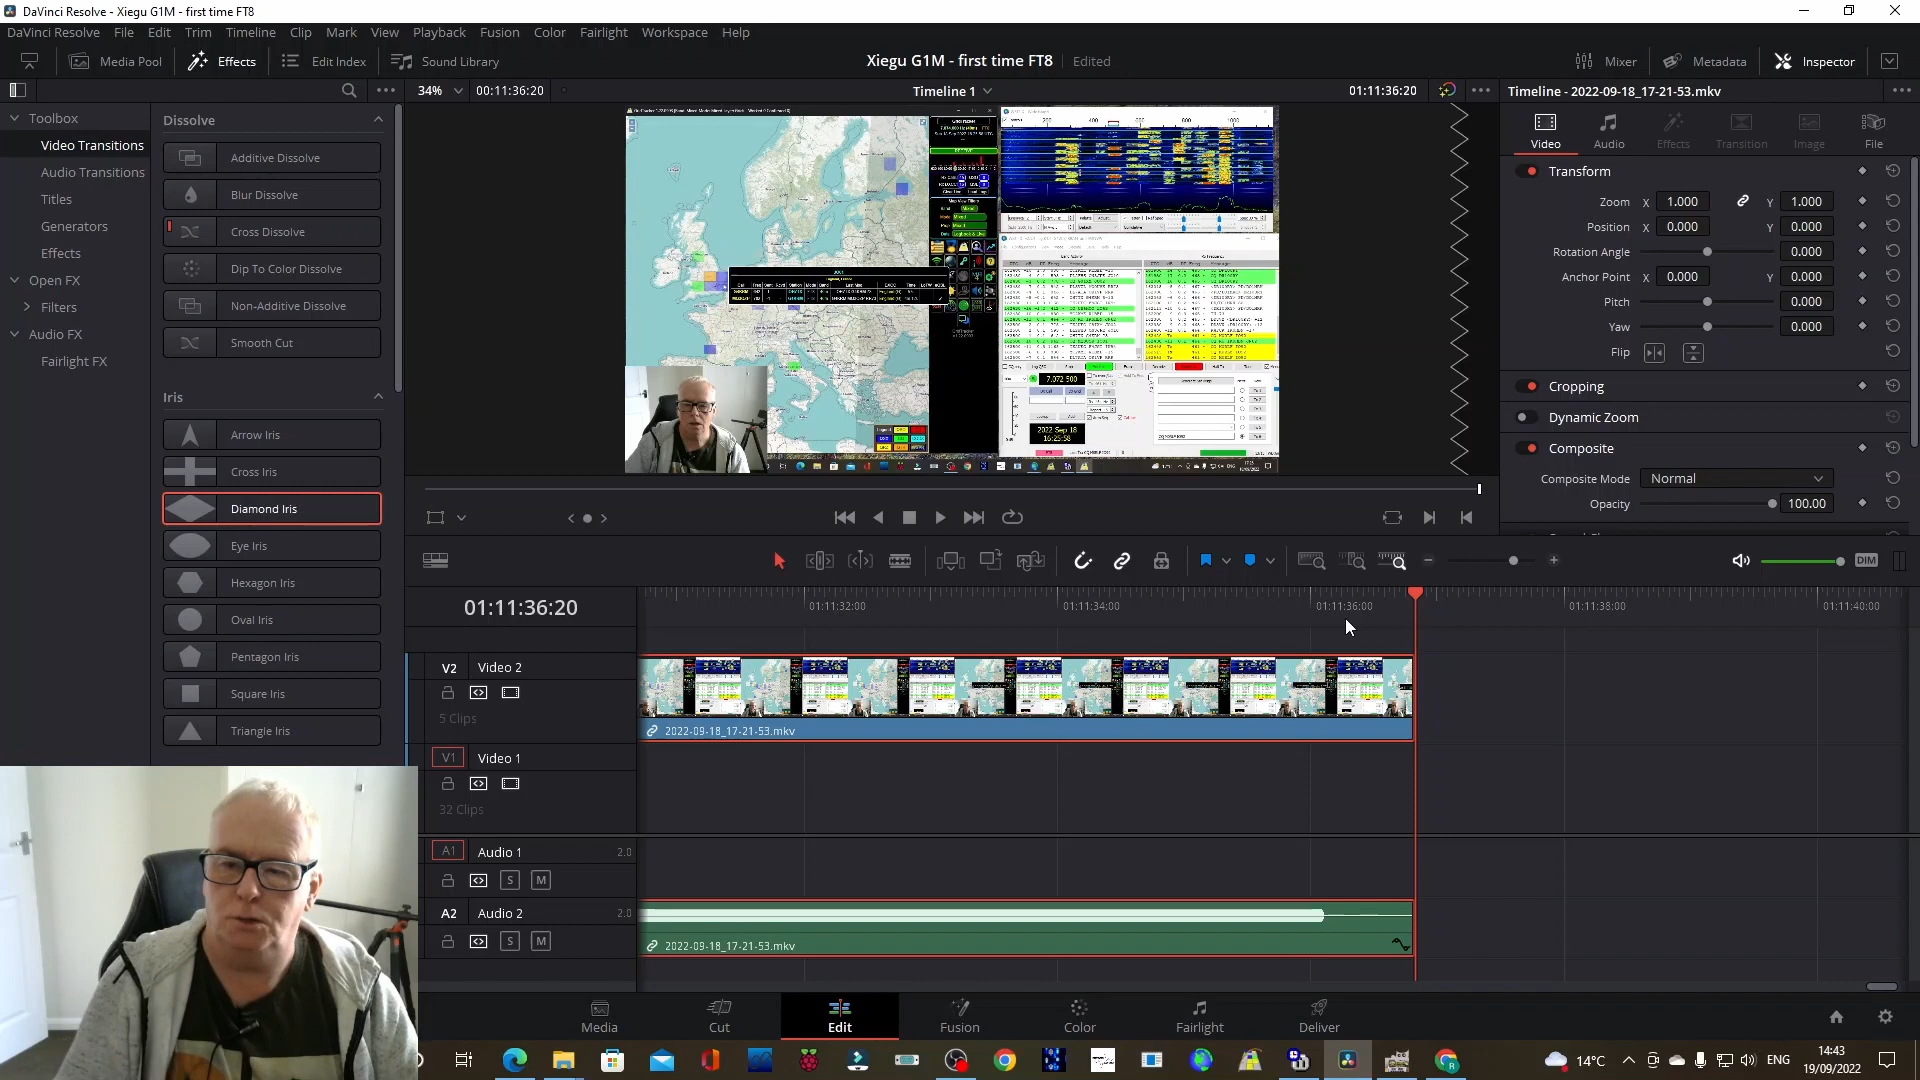 DaVinci Resolve - Xiegu G1M - first time FT8
DaVinci Resolve File Edit Trim Timeline Clip Mark View Playback Fusion Color Fairlight Workspace Help
Media Pool Effects Edit Index Sound Library
Xiegu G1M - first time FT8 Edited
Mixer Metadata Inspector
34% 00:11:36:20 Timeline 1 01:11:36:20
Timeline - 2022-09-18_17-21-53.mkv
Toolbox
Video Transitions
Audio Transitions
Titles
Generators
Effects
Open FX
Filters
Audio FX
Fairlight FX
Dissolve
Additive Dissolve
Blur Dissolve
Cross Dissolve
Dip To Color Dissolve
Non-Additive Dissolve
Smooth Cut
Iris
Arrow Iris
Cross Iris
Diamond Iris
Eye Iris
Hexagon Iris
Oval Iris
Pentagon Iris
Square Iris
Triangle Iris
7.072 500
2022 Sep 18
16:25:58
Video Audio Effects Transition Image File
Transform
Zoom X 1.000 Y 1.000
Position X 0.000 Y 0.000
Rotation Angle 0.000
Anchor Point X 0.000 Y 0.000
Pitch 0.000
Yaw 0.000
Flip
Cropping
Dynamic Zoom
Composite
Composite Mode Normal
Opacity 100.00
DIM
01:11:36:20
01:11:32:00 01:11:34:00 01:11:36:00 01:11:38:00 01:11:40:00
V2 Video 2
5 Clips
2022-09-18_17-21-53.mkv
V1 Video 1
32 Clips
A1 Audio 1 2.0
S M
A2 Audio 2 2.0
S M
2022-09-18_17-21-53.mkv
Media Cut Edit Fusion Color Fairlight Deliver
14°C ENG
14:43
19/09/2022